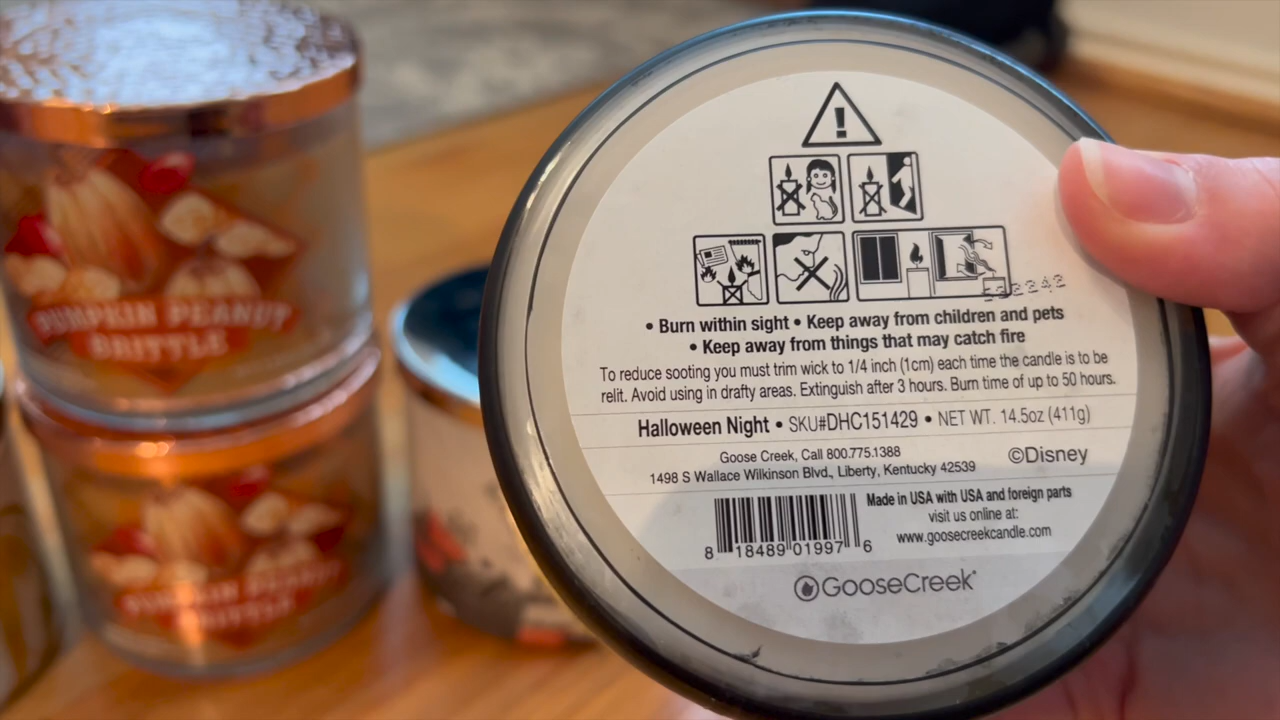 PUMPKIN PEANUT
BRITTLE
PUMPKIN PEANUT
BRITTLE
!
• Burn within sight • Keep away from children and pets
• Keep away from things that may catch fire
To reduce sooting you must trim wick to 1/4 inch (1cm) each time the candle is to be
relit. Avoid using in drafty areas. Extinguish after 3 hours. Burn time of up to 50 hours.
Halloween Night • SKU#DHC151429 • NET WT. 14.5oz (411g)
Goose Creek, Call 800.775.1388
1498 S Wallace Wilkinson Blvd., Liberty, Kentucky 42539
©Disney
Made in USA with USA and foreign parts
visit us online at:
www.goosecreekcandle.com
8 18489 01997 6
GooseCreek®